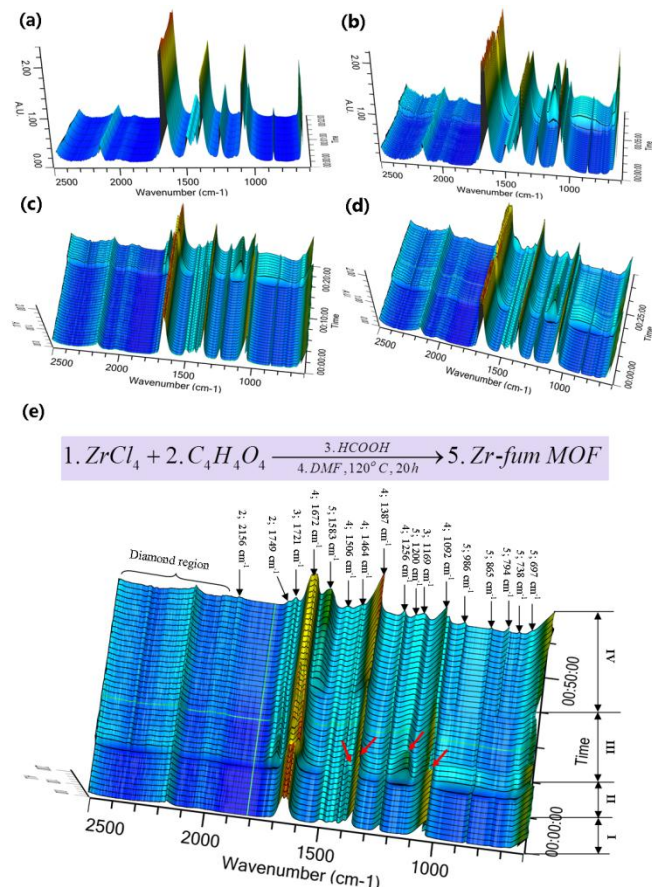 (a)
2.00
1.00
0.00
A.U.
2500 2000 1500 1000
Wavenumber (cm-1)
(b)
2.00
1.00
0.00
A.U.
00:00:00
Time
2500 2000 1500 1000
Wavenumber (cm-1)
(c)
00:20:00
00:10:00
00:00:00
Time
2500 2000 1500 1000
Wavenumber (cm-1)
(d)
00:25:00
00:00:00
Time
2500 2000 1500 1000
Wavenumber (cm-1)
(e)
1. ZrCl4 + 2. C4H4O4 3. HCOOH 4. DMF, 120° C, 20 h 5. Zr-fum MOF
Diamond region
2; 2156 cm-1
2; 1749 cm-1
3; 1721 cm-1
4; 1672 cm-1
5; 1583 cm-1
4; 1506 cm-1
4; 1464 cm-1
4; 1387 cm-1
4; 1256 cm-1
5; 1200 cm-1
3; 1169 cm-1
4; 1092 cm-1
5; 986 cm-1
5; 865 cm-1
5; 794 cm-1
5; 738 cm-1
5; 697 cm-1
IV
III
II
I
00:50:00
Time
00:00:00
2500 2000 1500 1000
Wavenumber (cm-1)